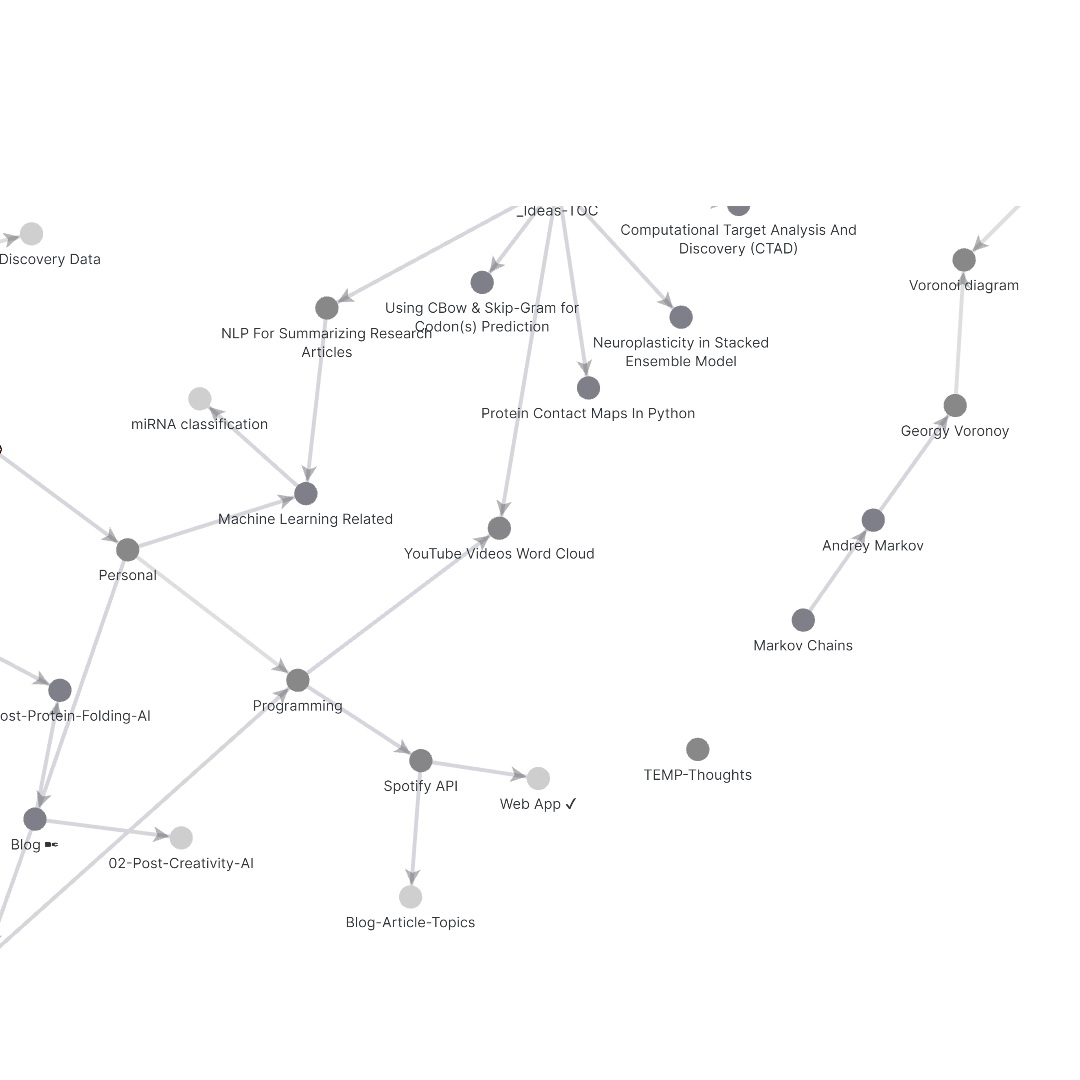 _Ideas-TOC
Computational Target Analysis And
Discovery (CTAD)
Discovery Data
Voronoi diagram
Using CBow & Skip-Gram for
Codon(s) Prediction
NLP For Summarizing Research
Articles
Neuroplasticity in Stacked
Ensemble Model
Protein Contact Maps In Python
miRNA classification
Georgy Voronoy
Machine Learning Related
Andrey Markov
YouTube Videos Word Cloud
Personal
Markov Chains
Programming
ost-Protein-Folding-AI
TEMP-Thoughts
Spotify API
Web App ✓
Blog
02-Post-Creativity-AI
Blog-Article-Topics